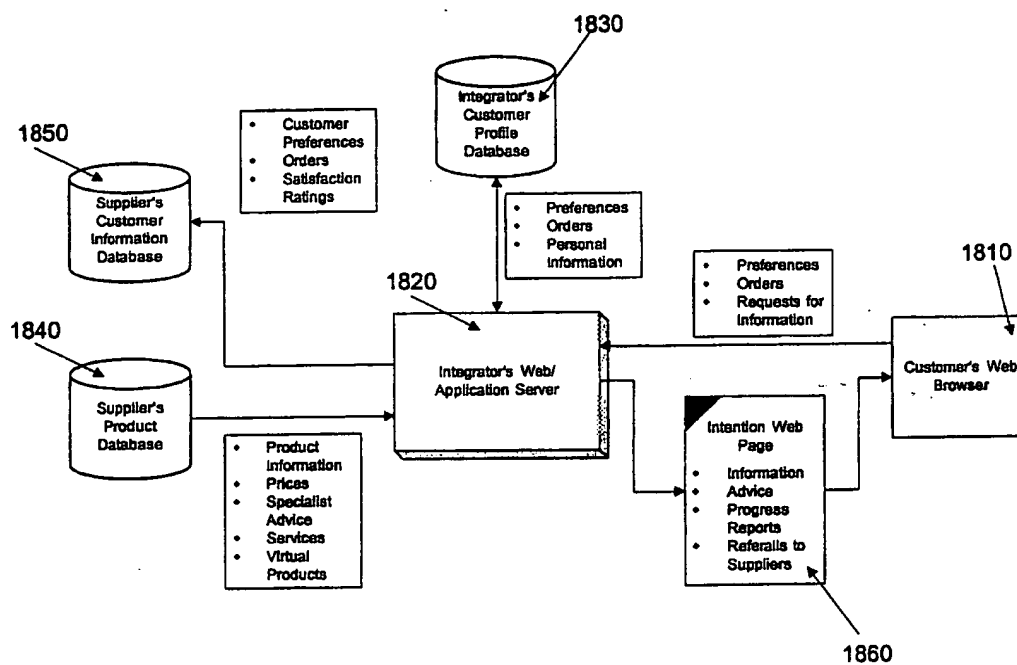 1830
Integrator's
Customer
Profile
Database
1850
• Customer
Preferences
• Orders
• Satisfaction
Ratings
Supplier's
Customer
Information
Database
• Preferences
• Orders
• Personal
Information
1820
• Preferences
• Orders
• Requests for
Information
1810
1840
Integrator's Web/
Application Server
Customer's Web
Browser
Supplier's
Product
Database
Intention Web
Page
• Information
• Advice
• Progress
Reports
• Referalls to
Suppliers
• Product
Information
• Prices
• Specialist
Advice
• Services
• Virtual
Products
1860